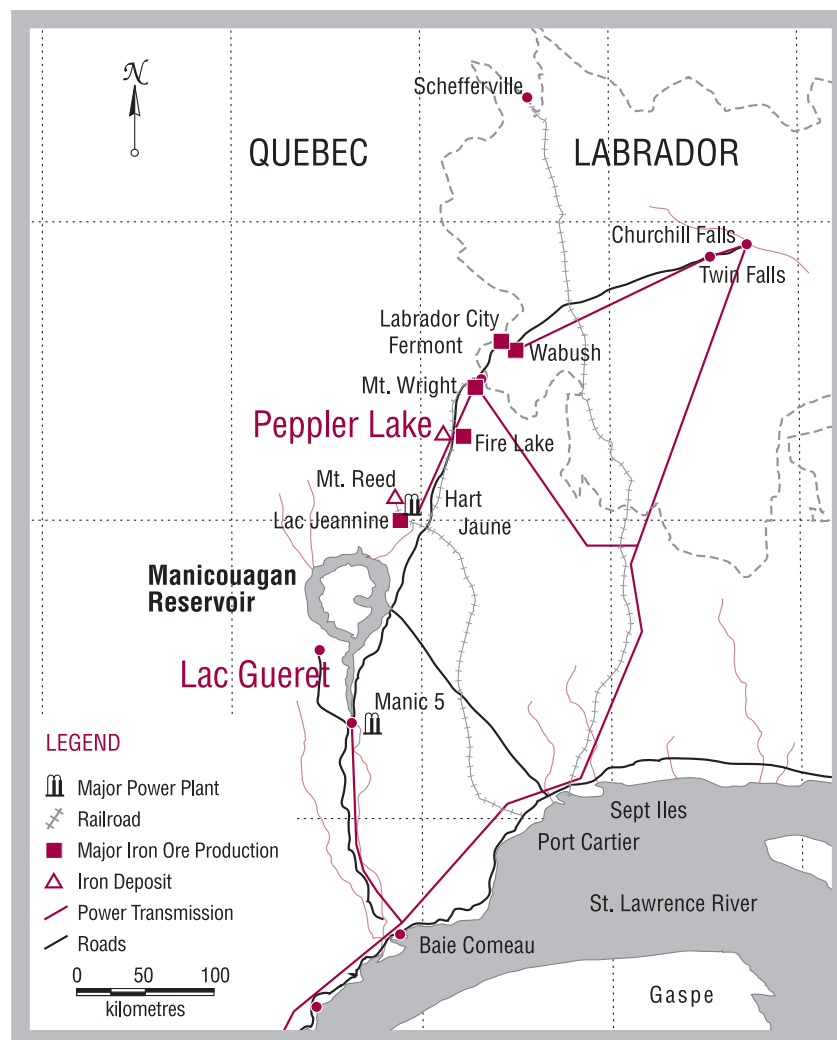 N
Schefferville
QUEBEC
LABRADOR
Churchill Falls
Twin Falls
Labrador City
Fermont
Wabush
Mt. Wright
Peppler Lake
Fire Lake
Mt. Reed
Hart
Jaune
Lac Jeannine
Manicouagan
Reservoir
Lac Gueret
Manic 5
LEGEND
Major Power Plant
Railroad
Major Iron Ore Production
Iron Deposit
Power Transmission
Roads
0 50 100
kilometres
Sept Iles
Port Cartier
St. Lawrence River
Baie Comeau
Gaspe